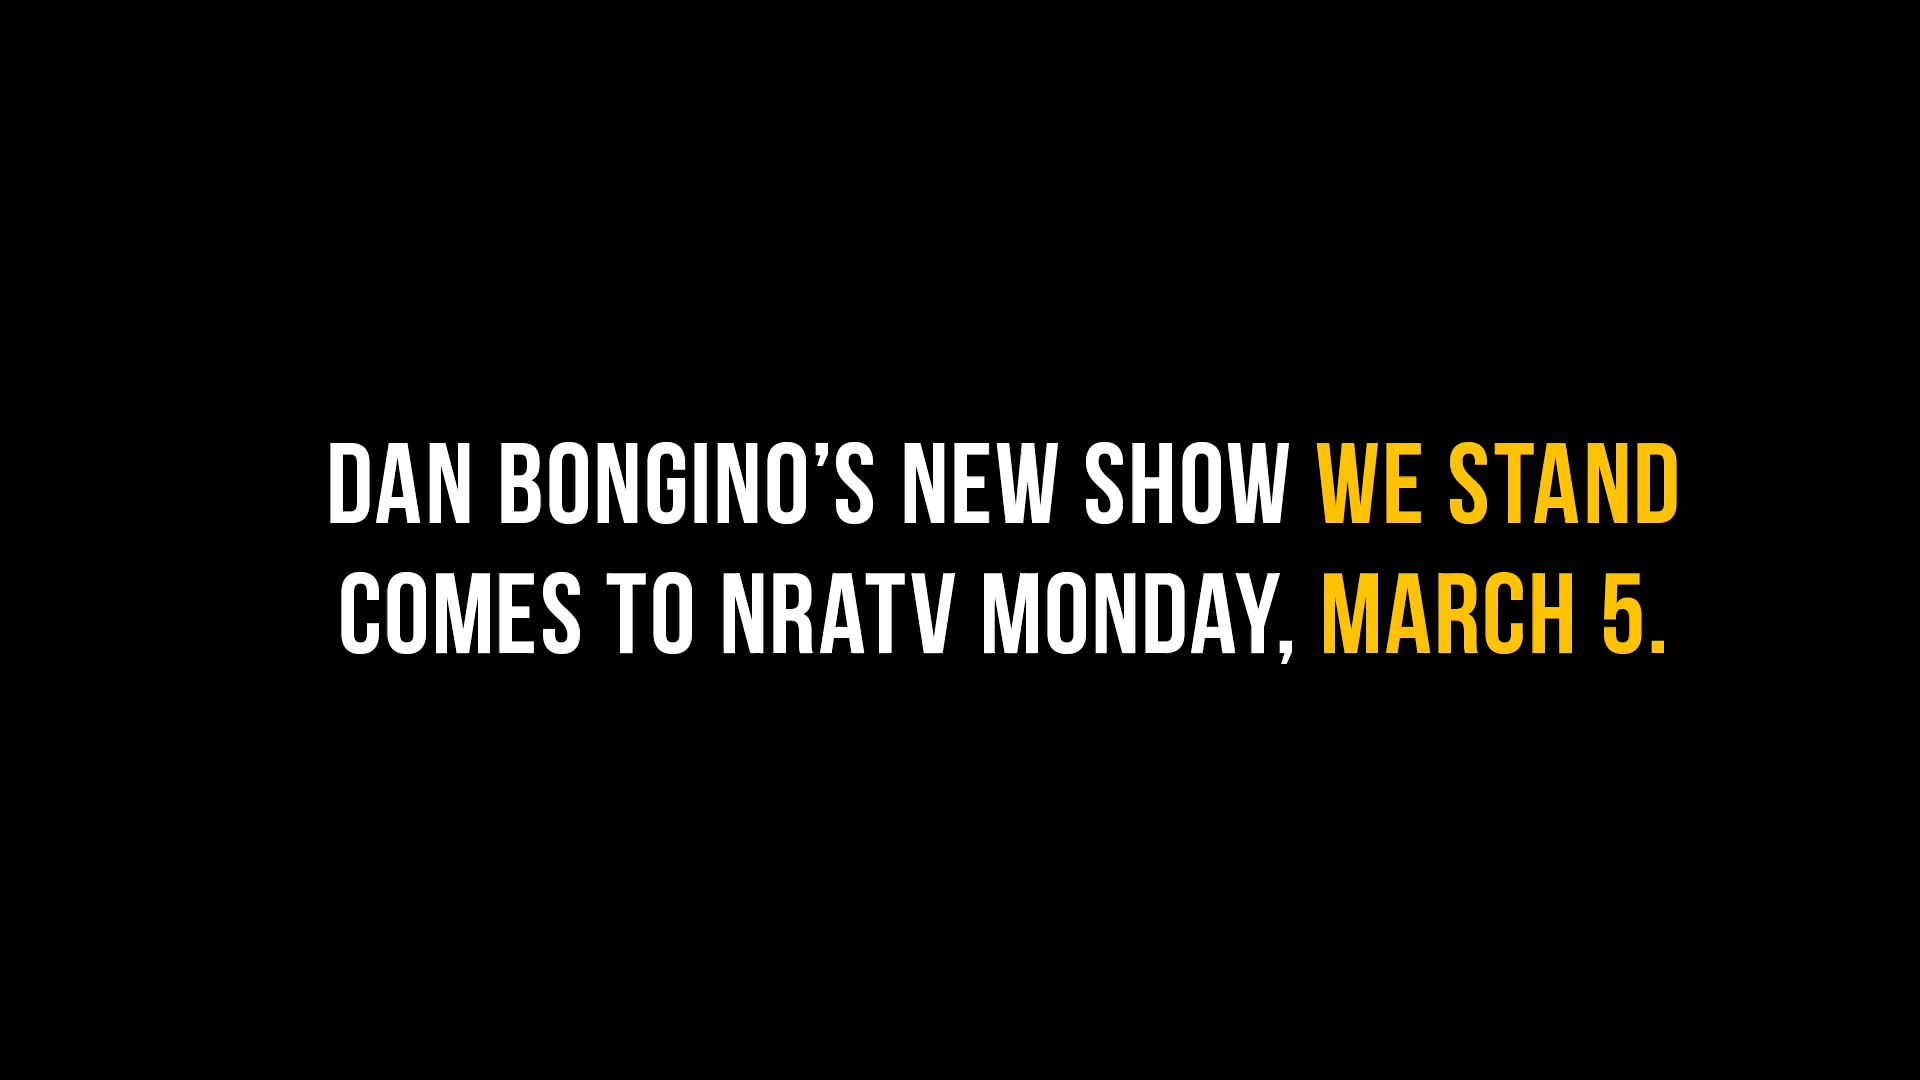 DAN BONGINO’S NEW SHOW WE STAND
COMES TO NRATV MONDAY, MARCH 5.